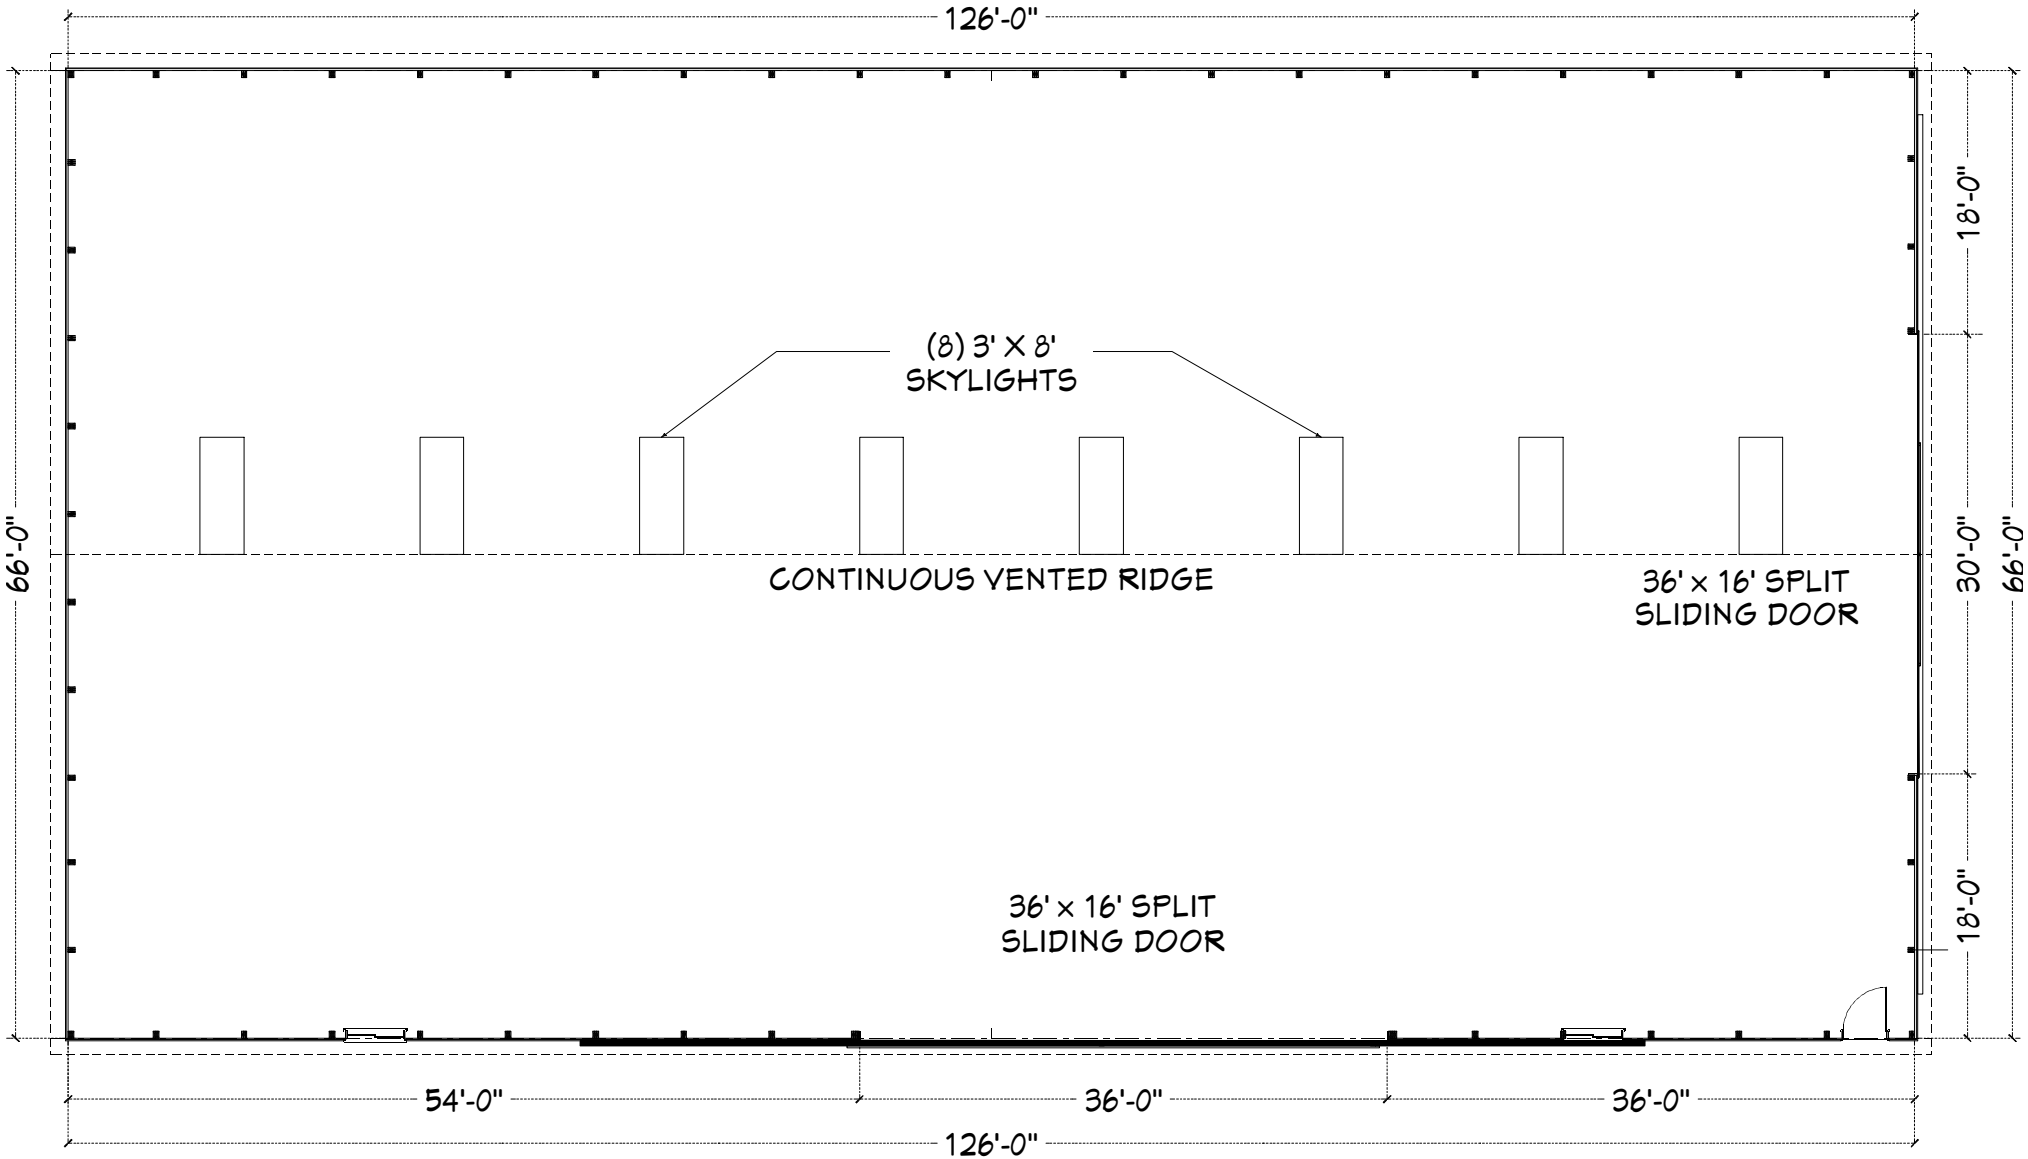 126'-0"
18'-0"
(8) 3' X 8'
SKYLIGHTS
66'-0"
30'-0"
66'-0"
CONTINUOUS VENTED RIDGE
36' x 16' SPLIT
SLIDING DOOR
36' x 16' SPLIT
SLIDING DOOR
18'-0"
54'-0"
36'-0"
36'-0"
126'-0"